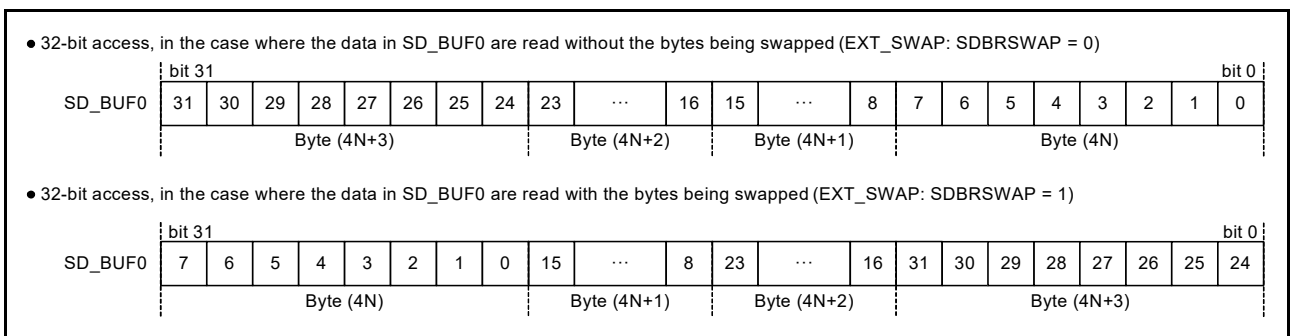 ● 32-bit access, in the case where the data in SD_BUF0 are read without the bytes being swapped (EXT_SWAP: SDBRSWAP = 0)
bit 31 bit 0
SD_BUF0 31 30 29 28 27 26 25 24 23 ··· 16 15 ··· 8 7 6 5 4 3 2 1 0
Byte (4N+3) Byte (4N+2) Byte (4N+1) Byte (4N)
● 32-bit access, in the case where the data in SD_BUF0 are read with the bytes being swapped (EXT_SWAP: SDBRSWAP = 1)
bit 31 bit 0
SD_BUF0 7 6 5 4 3 2 1 0 15 ··· 8 23 ··· 16 31 30 29 28 27 26 25 24
Byte (4N) Byte (4N+1) Byte (4N+2) Byte (4N+3)